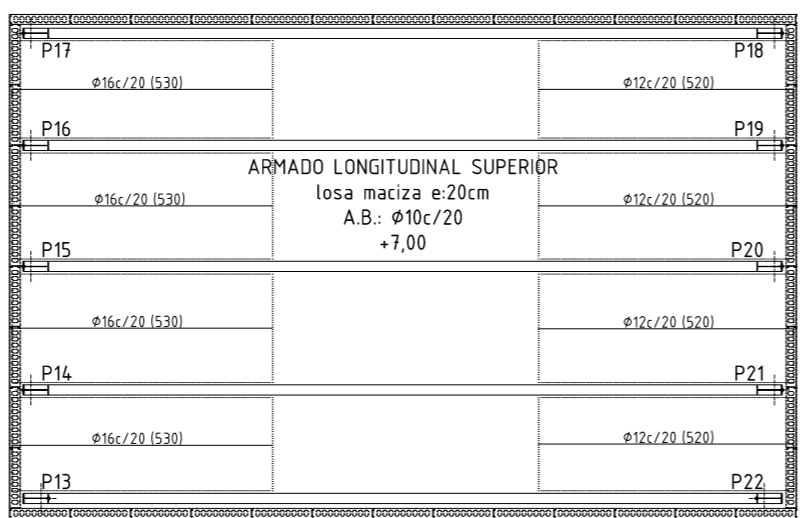 P17 P18
ϕ16c/20 (530) ϕ12c/20 (520)
P16 P19
ARMADO LONGITUDINAL SUPERIOR
losa maciza e:20cm
ϕ16c/20 (530) ϕ12c/20 (520)
A.B.: ϕ10c/20
+7,00
P15 P20
ϕ16c/20 (530) ϕ12c/20 (520)
P14 P21
ϕ16c/20 (530) ϕ12c/20 (520)
P13 P22